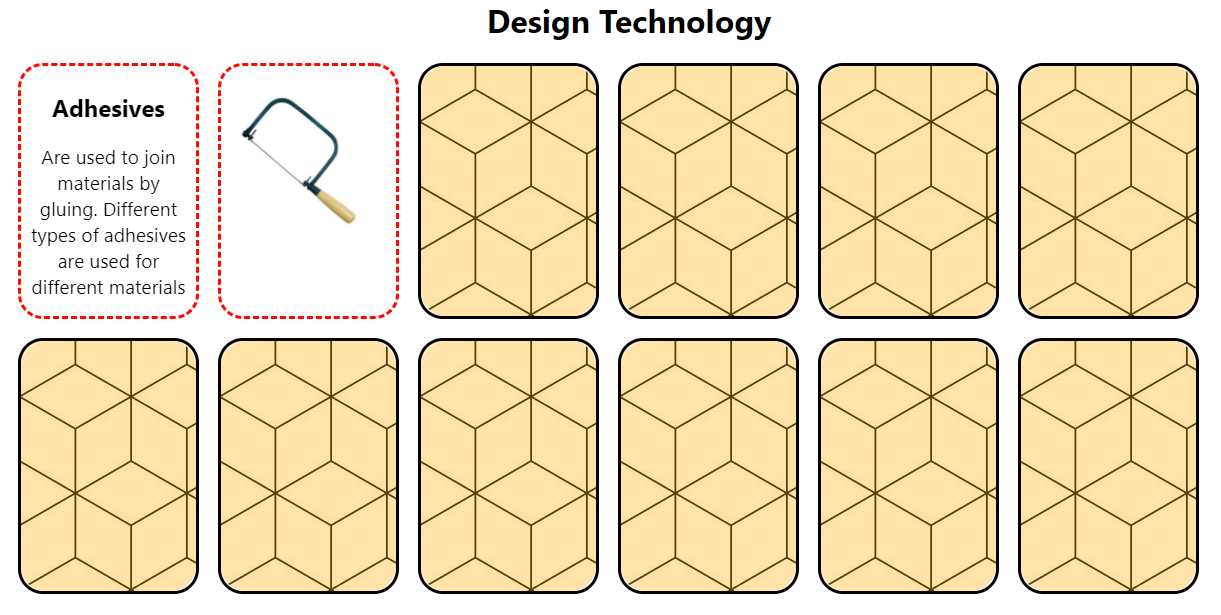 Design Technology
Adhesives
Are used to join
materials by
gluing. Different
types of adhesives
are used for
different materials